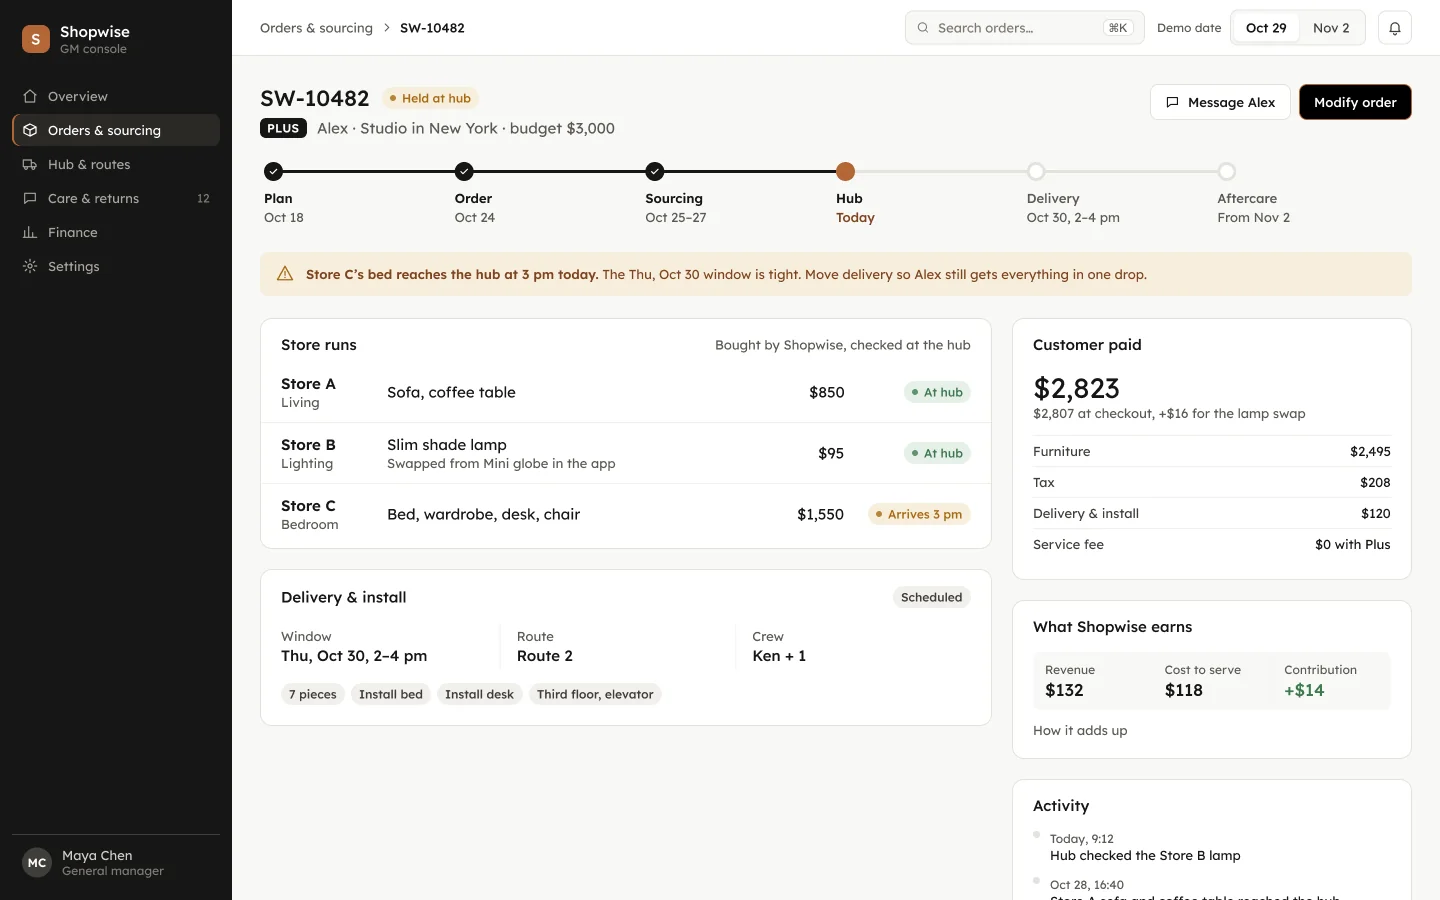 Shopwise
GM console
Overview
Orders & sourcing
Hub & routes
Care & returns 12
Finance
Settings
MC
Maya Chen
General manager
Orders & sourcing > SW-10482
Search orders… ⌘K
Demo date Oct 29 Nov 2
SW-10482 Held at hub
PLUS Alex · Studio in New York · budget $3,000
Message Alex
Modify order
Plan
Oct 18
Order
Oct 24
Sourcing
Oct 25–27
Hub
Today
Delivery
Oct 30, 2–4 pm
Aftercare
From Nov 2
Store C’s bed reaches the hub at 3 pm today. The Thu, Oct 30 window is tight. Move delivery so Alex still gets everything in one drop.
Store runs Bought by Shopwise, checked at the hub
Store A
Living
Sofa, coffee table $850 At hub
Store B
Lighting
Slim shade lamp
Swapped from Mini globe in the app
$95 At hub
Store C
Bedroom
Bed, wardrobe, desk, chair $1,550 Arrives 3 pm
Delivery & install Scheduled
Window
Thu, Oct 30, 2–4 pm
Route
Route 2
Crew
Ken + 1
7 pieces Install bed Install desk Third floor, elevator
Customer paid
$2,823
$2,807 at checkout, +$16 for the lamp swap
Furniture $2,495
Tax $208
Delivery & install $120
Service fee $0 with Plus
What Shopwise earns
Revenue
$132
Cost to serve
$118
Contribution
+$14
How it adds up
Activity
Today, 9:12
Hub checked the Store B lamp
Oct 28, 16:40
Store A sofa and coffee table reached the hub